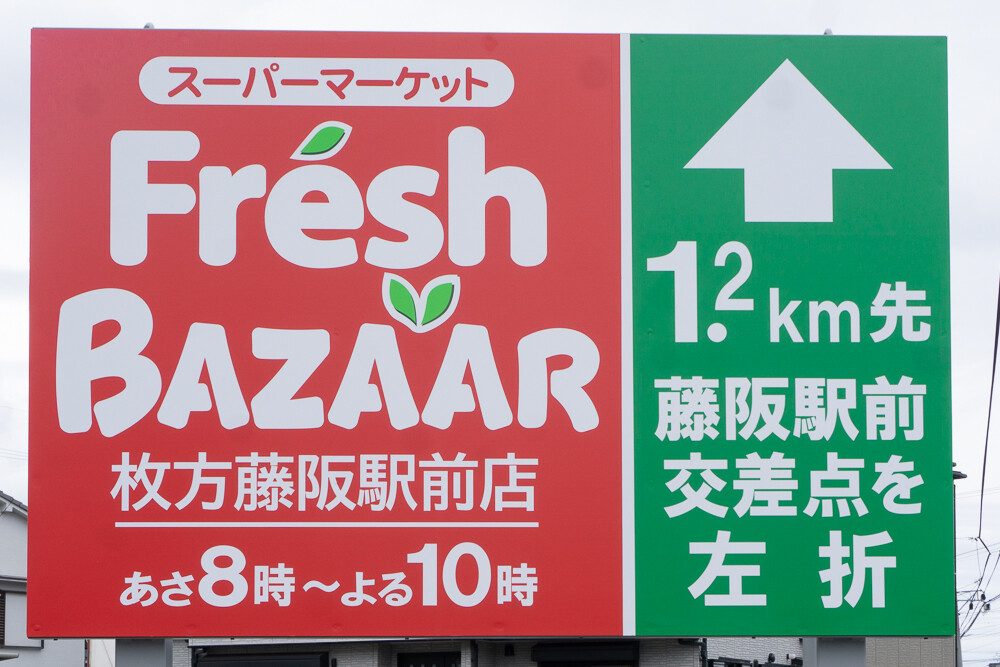 スーパーマーケット
Fresh
BAZAAR
枚方藤阪駅前店
あさ8時～よる10時
1.2km先
藤阪駅前
交差点を
左折